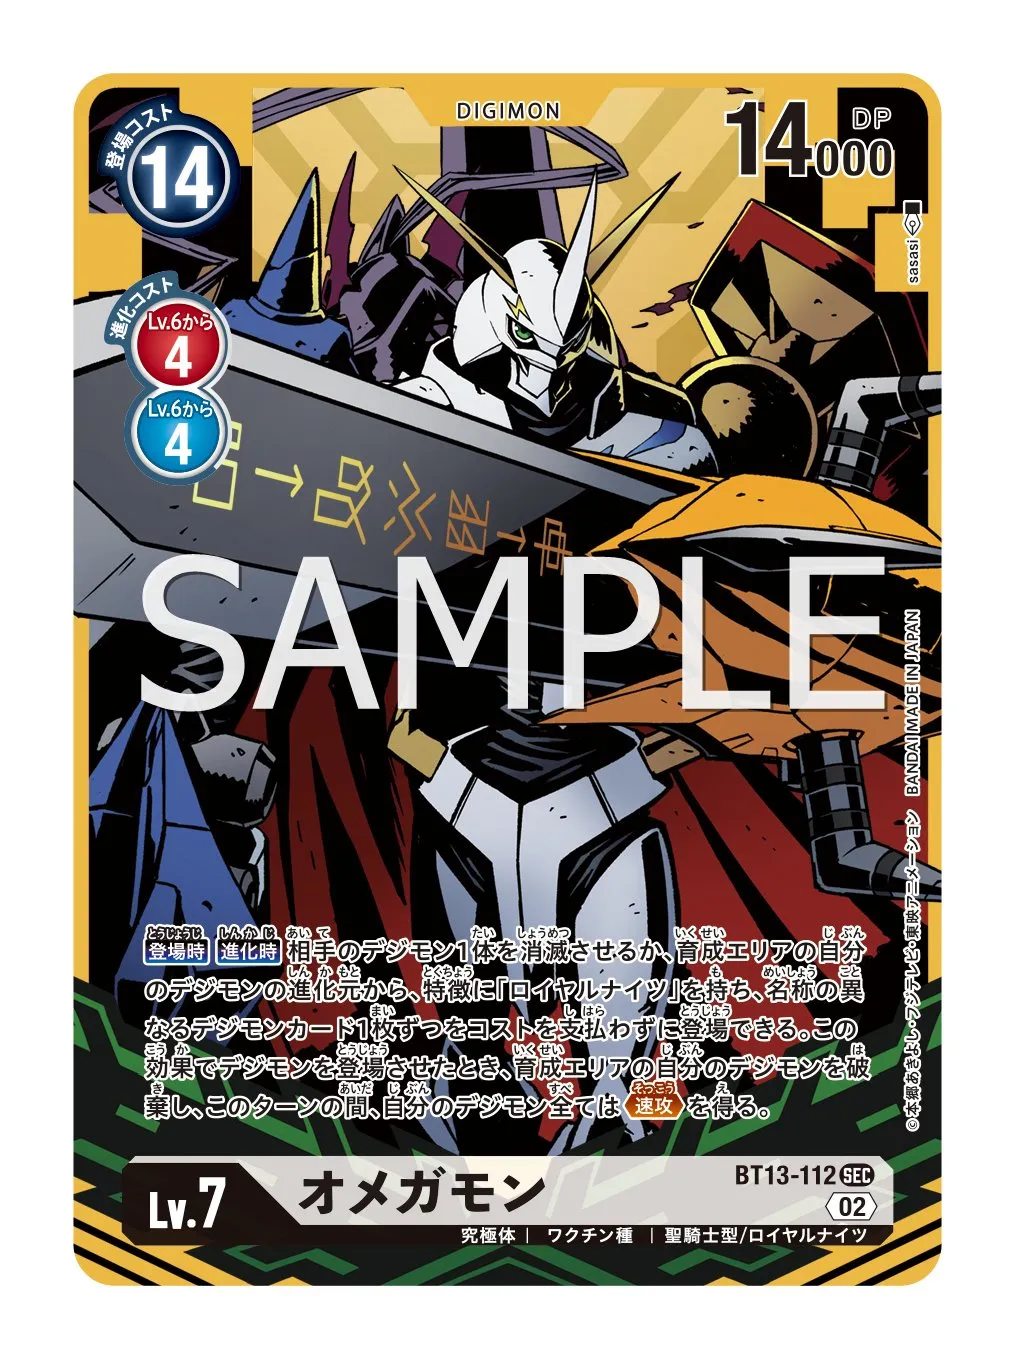 DIGIMON
登場コスト
14
14000
DP
sasasi
進化コスト
Lv.6から
4
Lv.6から
4
SAMPLE
登場時 進化時 相手のデジモン1体を消滅させるか、育成エリアの自分
のデジモンの進化元から、特徴に「ロイヤルナイツ」を持ち、名称の異
なるデジモンカード1枚ずつをコストを支払わずに登場できる。この
効果でデジモンを登場させたとき、育成エリアの自分のデジモンを破
棄し、このターンの間、自分のデジモン全ては 速攻 を得る。
©本郷あきよし・フジテレビ・東映アニメーション BANDAI MADE IN JAPAN
Lv.7
オメガモン
BT13-112 SEC
02
究極体 | ワクチン種 | 聖騎士型/ロイヤルナイツ